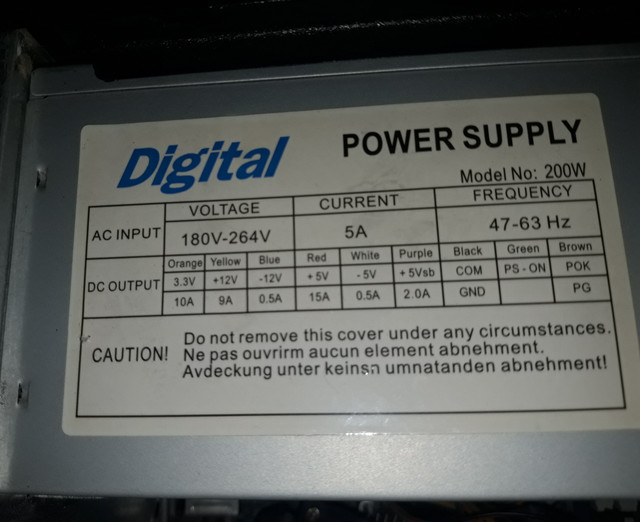 Digital
POWER SUPPLY
Model No: 200W
AC INPUT VOLTAGE CURRENT FREQUENCY
180V-264V 5A 47-63 Hz
DC OUTPUT Orange Yellow Blue Red White Purple Black Green Brown
3.3V +12V -12V +5V -5V +5Vsb COM PS-ON POK
10A 9A 0.5A 15A 0.5A 2.0A GND PG
CAUTION! Do not remove this cover under any circumstances.
Ne pas ouvrirm aucun element abnehment.
Avdeckung unter keinsn umnatanden abnehment!